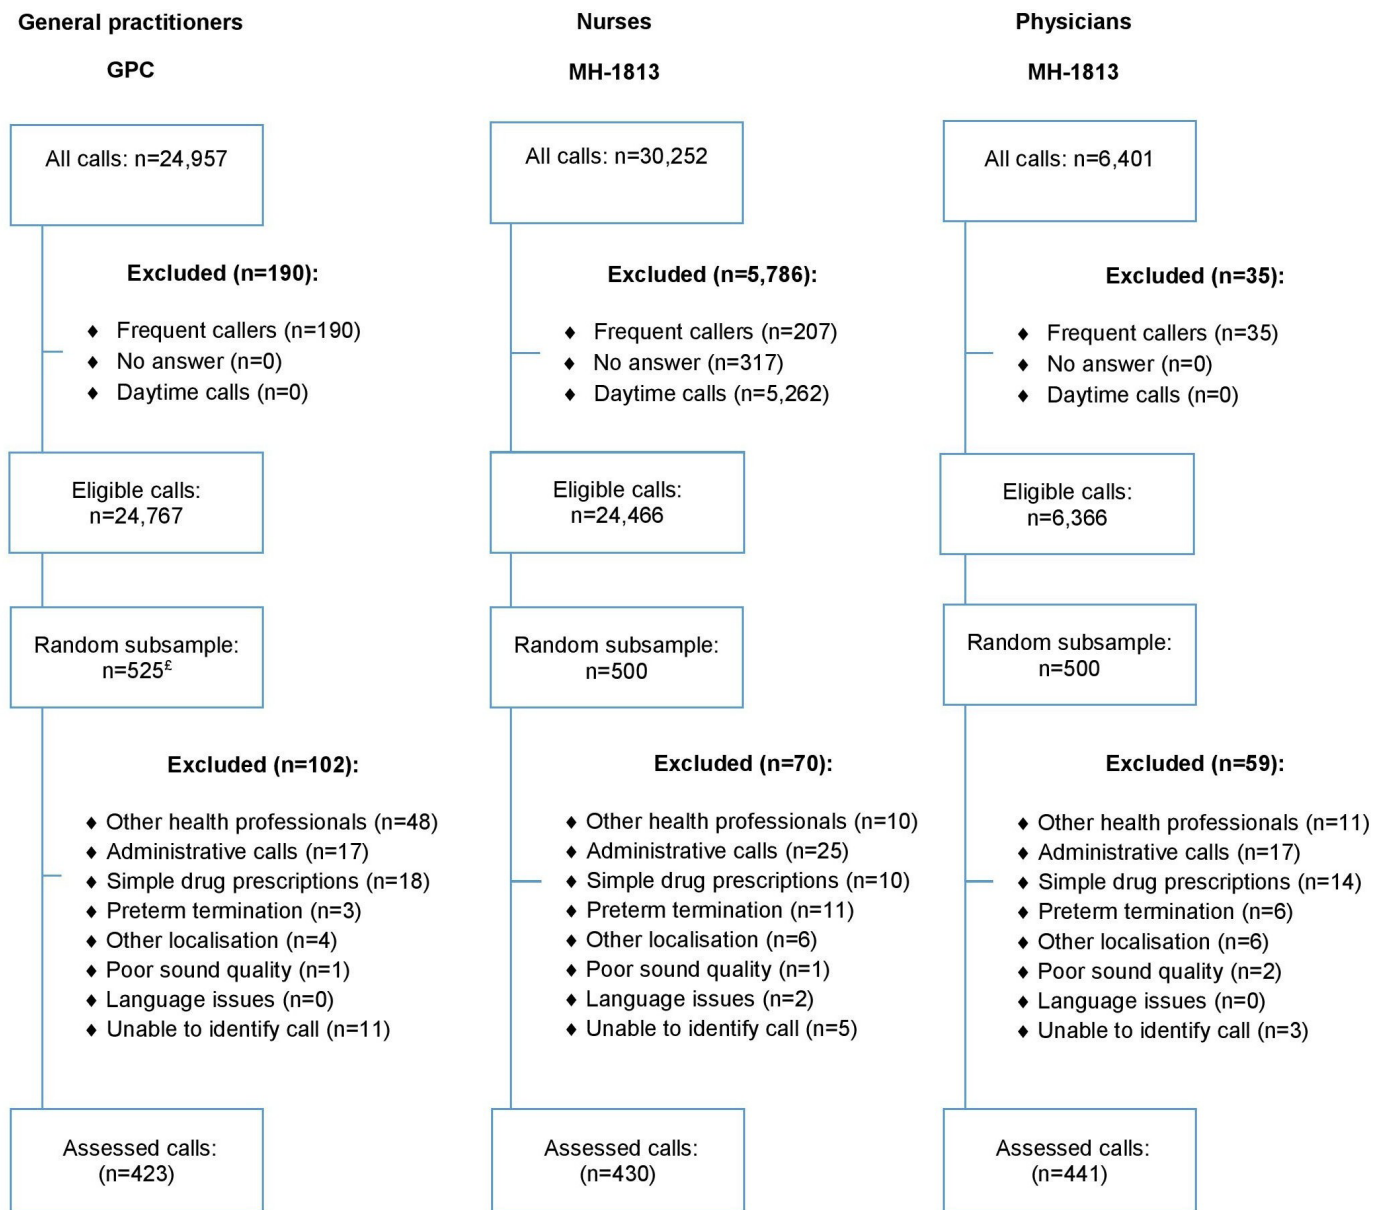 General practitioners
GPC
All calls: n=24,957
Excluded (n=190):
♦ Frequent callers (n=190)
♦ No answer (n=0)
♦ Daytime calls (n=0)
Eligible calls:
n=24,767
Random subsample:
n=525£
Excluded (n=102):
♦ Other health professionals (n=48)
♦ Administrative calls (n=17)
♦ Simple drug prescriptions (n=18)
♦ Preterm termination (n=3)
♦ Other localisation (n=4)
♦ Poor sound quality (n=1)
♦ Language issues (n=0)
♦ Unable to identify call (n=11)
Assessed calls:
(n=423)
Nurses
MH-1813
All calls: n=30,252
Excluded (n=5,786):
♦ Frequent callers (n=207)
♦ No answer (n=317)
♦ Daytime calls (n=5,262)
Eligible calls:
n=24,466
Random subsample:
n=500
Excluded (n=70):
♦ Other health professionals (n=10)
♦ Administrative calls (n=25)
♦ Simple drug prescriptions (n=10)
♦ Preterm termination (n=11)
♦ Other localisation (n=6)
♦ Poor sound quality (n=1)
♦ Language issues (n=2)
♦ Unable to identify call (n=5)
Assessed calls:
(n=430)
Physicians
MH-1813
All calls: n=6,401
Excluded (n=35):
♦ Frequent callers (n=35)
♦ No answer (n=0)
♦ Daytime calls (n=0)
Eligible calls:
n=6,366
Random subsample:
n=500
Excluded (n=59):
♦ Other health professionals (n=11)
♦ Administrative calls (n=17)
♦ Simple drug prescriptions (n=14)
♦ Preterm termination (n=6)
♦ Other localisation (n=6)
♦ Poor sound quality (n=2)
♦ Language issues (n=0)
♦ Unable to identify call (n=3)
Assessed calls:
(n=441)